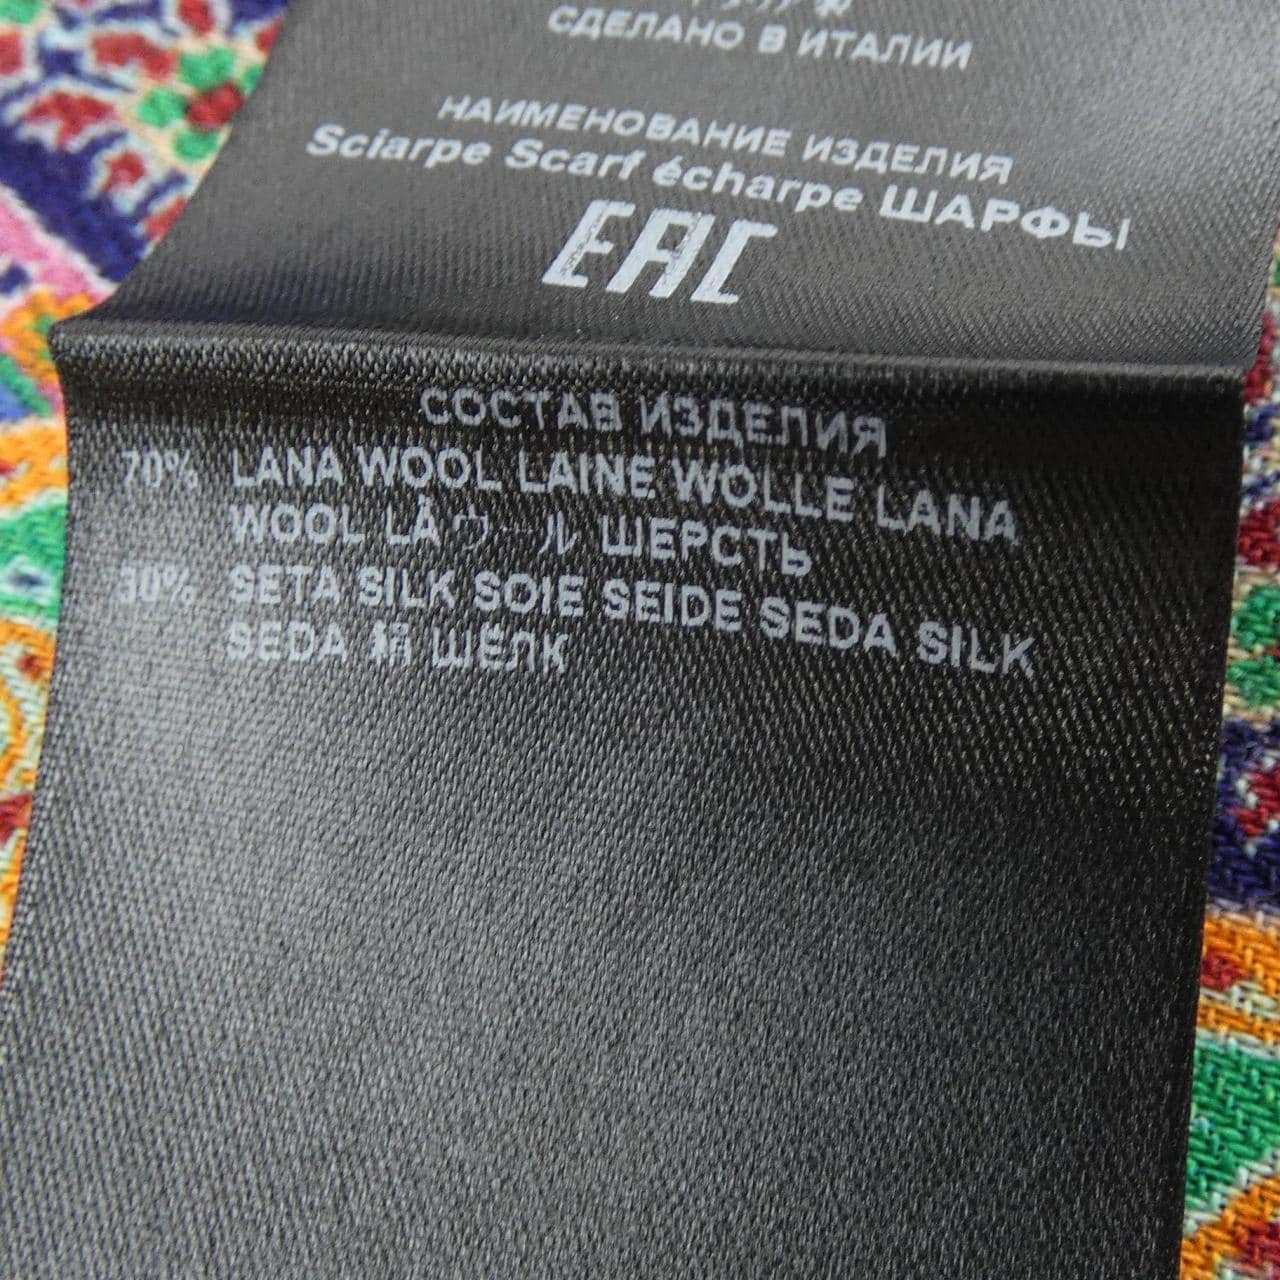 СДЕЛАНО В ИТАЛИИ
НАИМЕНОВАНИЕ ИЗДЕЛИЯ
Sciarpe Scarf écharpe ШАРФЫ
EAC
СОСТАВ ИЗДЕЛИЯ
70% LANA WOOL LAINE WOLLE LANA
WOOL LÃ ウール ШЕРСТЬ
30% SETA SILK SOIE SEIDE SEDA SILK
SEDA 絹 ШЁЛК